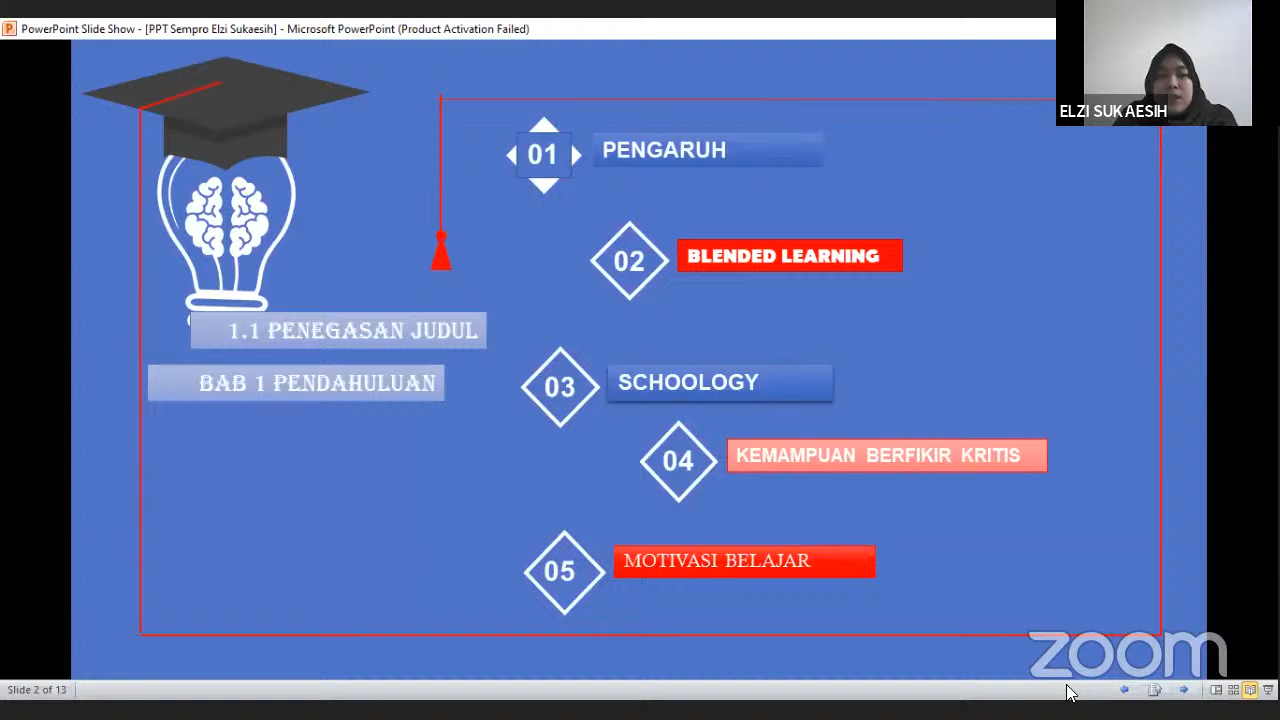 PowerPoint Slide Show - [PPT Sempro Elzi Sukaesih] - Microsoft PowerPoint (Product Activation Failed)
ELZI SUKAESIH
01 PENGARUH
02 BLENDED LEARNING
1.1 PENEGASAN JUDUL
BAB 1 PENDAHULUAN
03 SCHOOLOGY
04 KEMAMPUAN BERFIKIR KRITIS
05 MOTIVASI BELAJAR
zoom
Slide 2 of 13